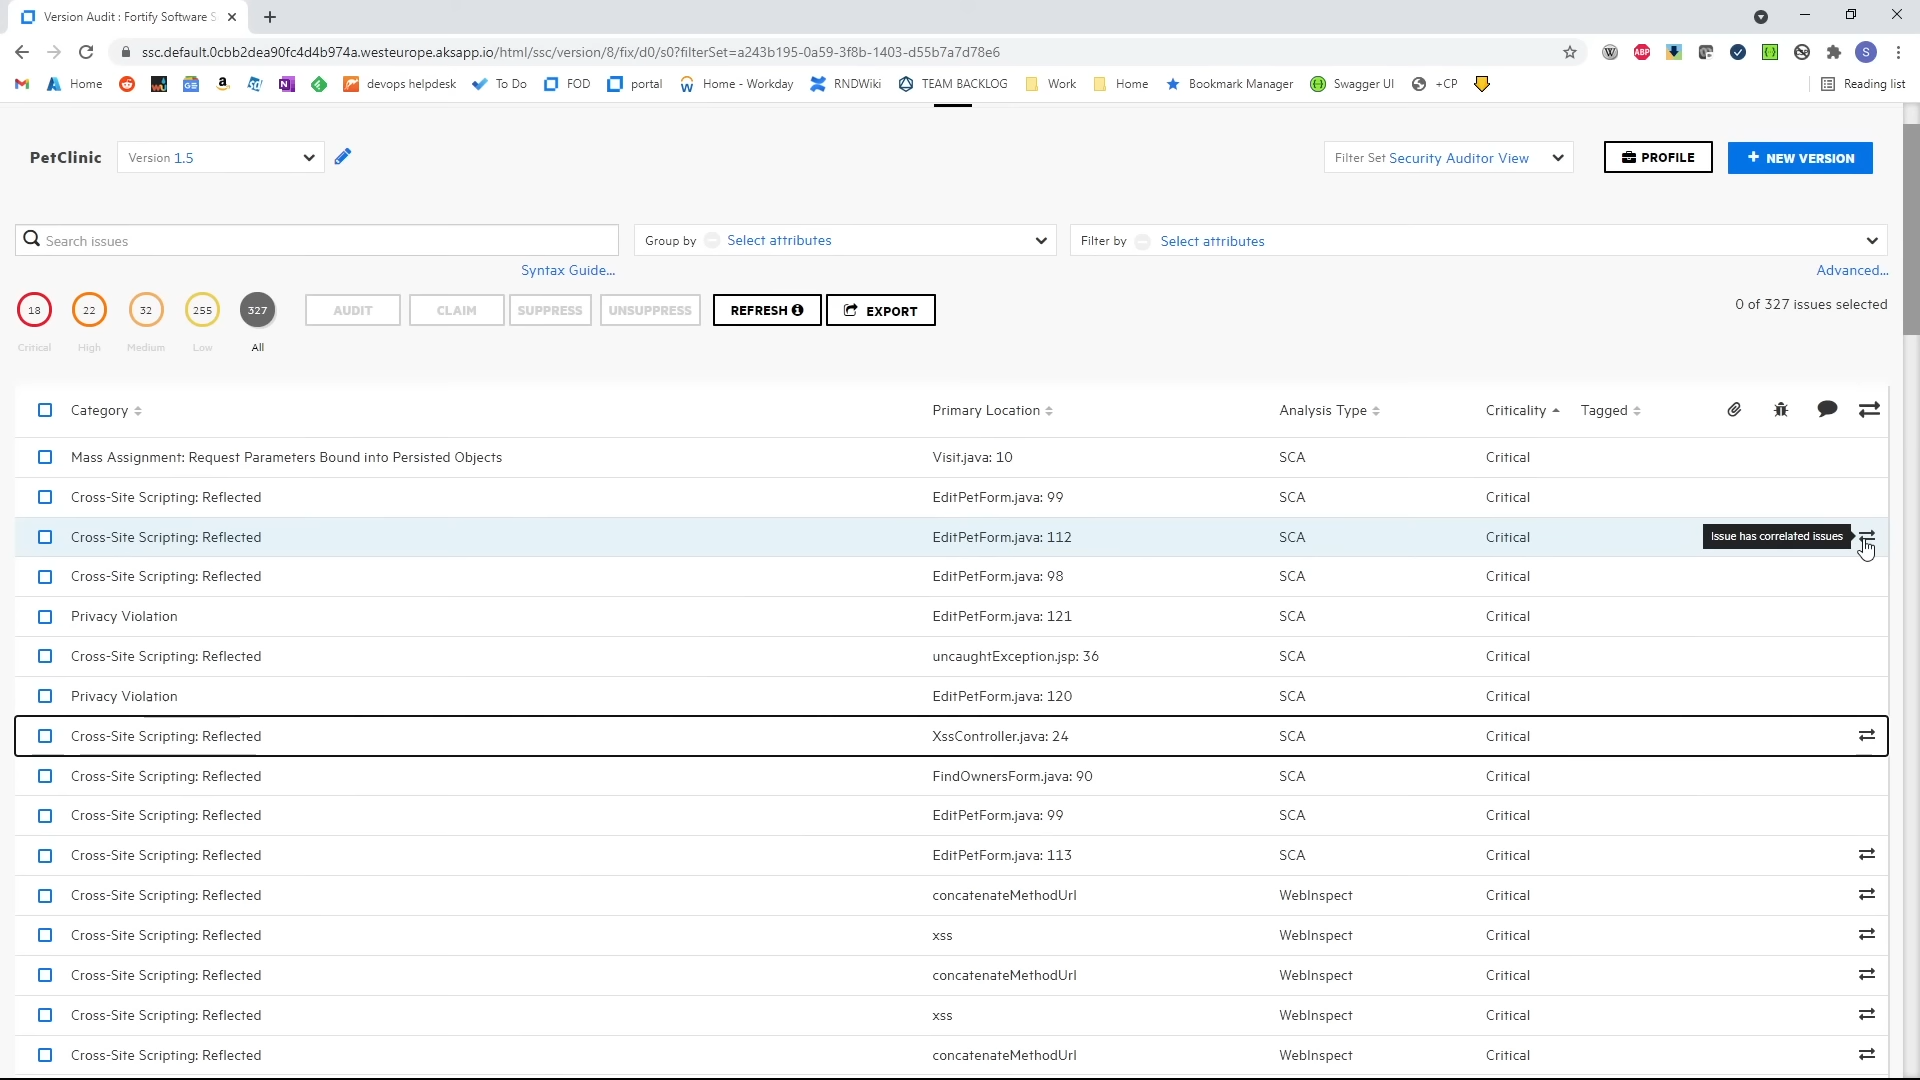 Version Audit : Fortify Software S
ssc.default.0cbb2dea90fc4d4b974a.westeurope.aksapp.io/html/ssc/version/8/fix/d0/s0?filterSet=a243b195-0a59-3f8b-1403-d55b7a7d78e6
ABP
S
Home devops helpdesk To Do FOD portal Home - Workday RNDWiki TEAM BACKLOG Work Home Bookmark Manager Swagger UI +CP Reading list
PetClinic Version 1.5 Filter Set Security Auditor View PROFILE + NEW VERSION
Search issues Group by Select attributes Filter by Select attributes
Syntax Guide... Advanced...
18 22 32 255 327 AUDIT CLAIM SUPPRESS UNSUPPRESS REFRESH EXPORT 0 of 327 issues selected
Critical High Medium Low All
Category Primary Location Analysis Type Criticality Tagged
Mass Assignment: Request Parameters Bound into Persisted Objects Visit.java: 10 SCA Critical
Cross-Site Scripting: Reflected EditPetForm.java: 99 SCA Critical
Cross-Site Scripting: Reflected EditPetForm.java: 112 SCA Critical Issue has correlated issues
Cross-Site Scripting: Reflected EditPetForm.java: 98 SCA Critical
Privacy Violation EditPetForm.java: 121 SCA Critical
Cross-Site Scripting: Reflected uncaughtException.jsp: 36 SCA Critical
Privacy Violation EditPetForm.java: 120 SCA Critical
Cross-Site Scripting: Reflected XssController.java: 24 SCA Critical
Cross-Site Scripting: Reflected FindOwnersForm.java: 90 SCA Critical
Cross-Site Scripting: Reflected EditPetForm.java: 99 SCA Critical
Cross-Site Scripting: Reflected EditPetForm.java: 113 SCA Critical
Cross-Site Scripting: Reflected concatenateMethodUrl WebInspect Critical
Cross-Site Scripting: Reflected xss WebInspect Critical
Cross-Site Scripting: Reflected concatenateMethodUrl WebInspect Critical
Cross-Site Scripting: Reflected xss WebInspect Critical
Cross-Site Scripting: Reflected concatenateMethodUrl WebInspect Critical